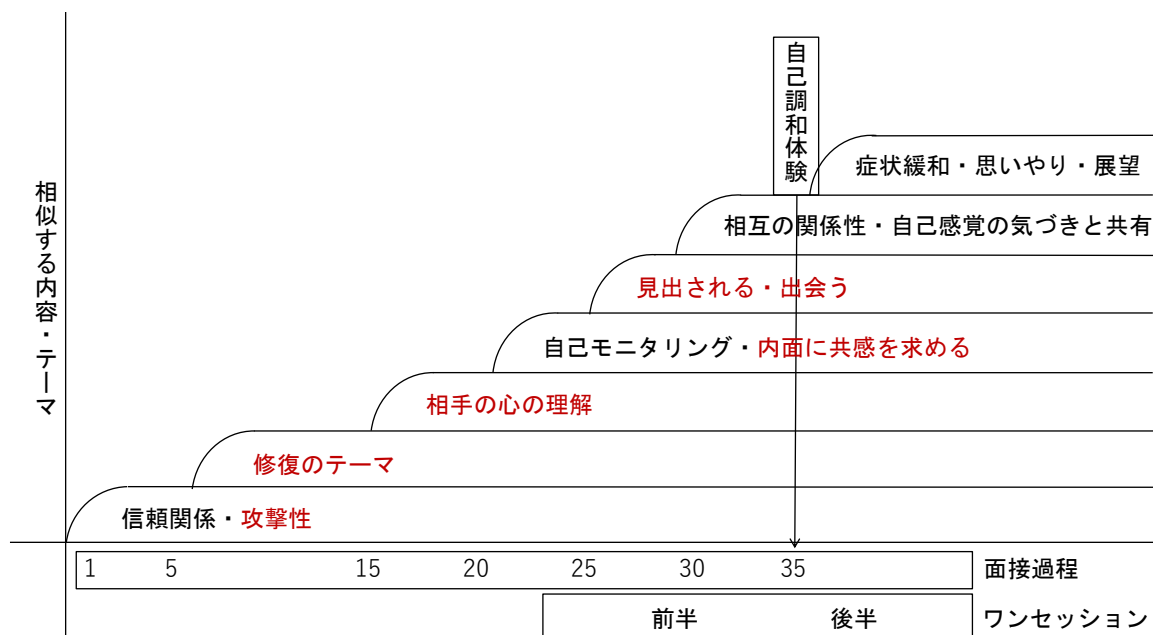 相似する内容・テーマ
自己調和体験
症状緩和・思いやり・展望
相互の関係性・自己感覚の気づきと共有
見出される・出会う
自己モニタリング・内面に共感を求める
相手の心の理解
修復のテーマ
信頼関係・攻撃性
1 5 15 20 25 30 35 面接過程
前半 後半 ワンセッション